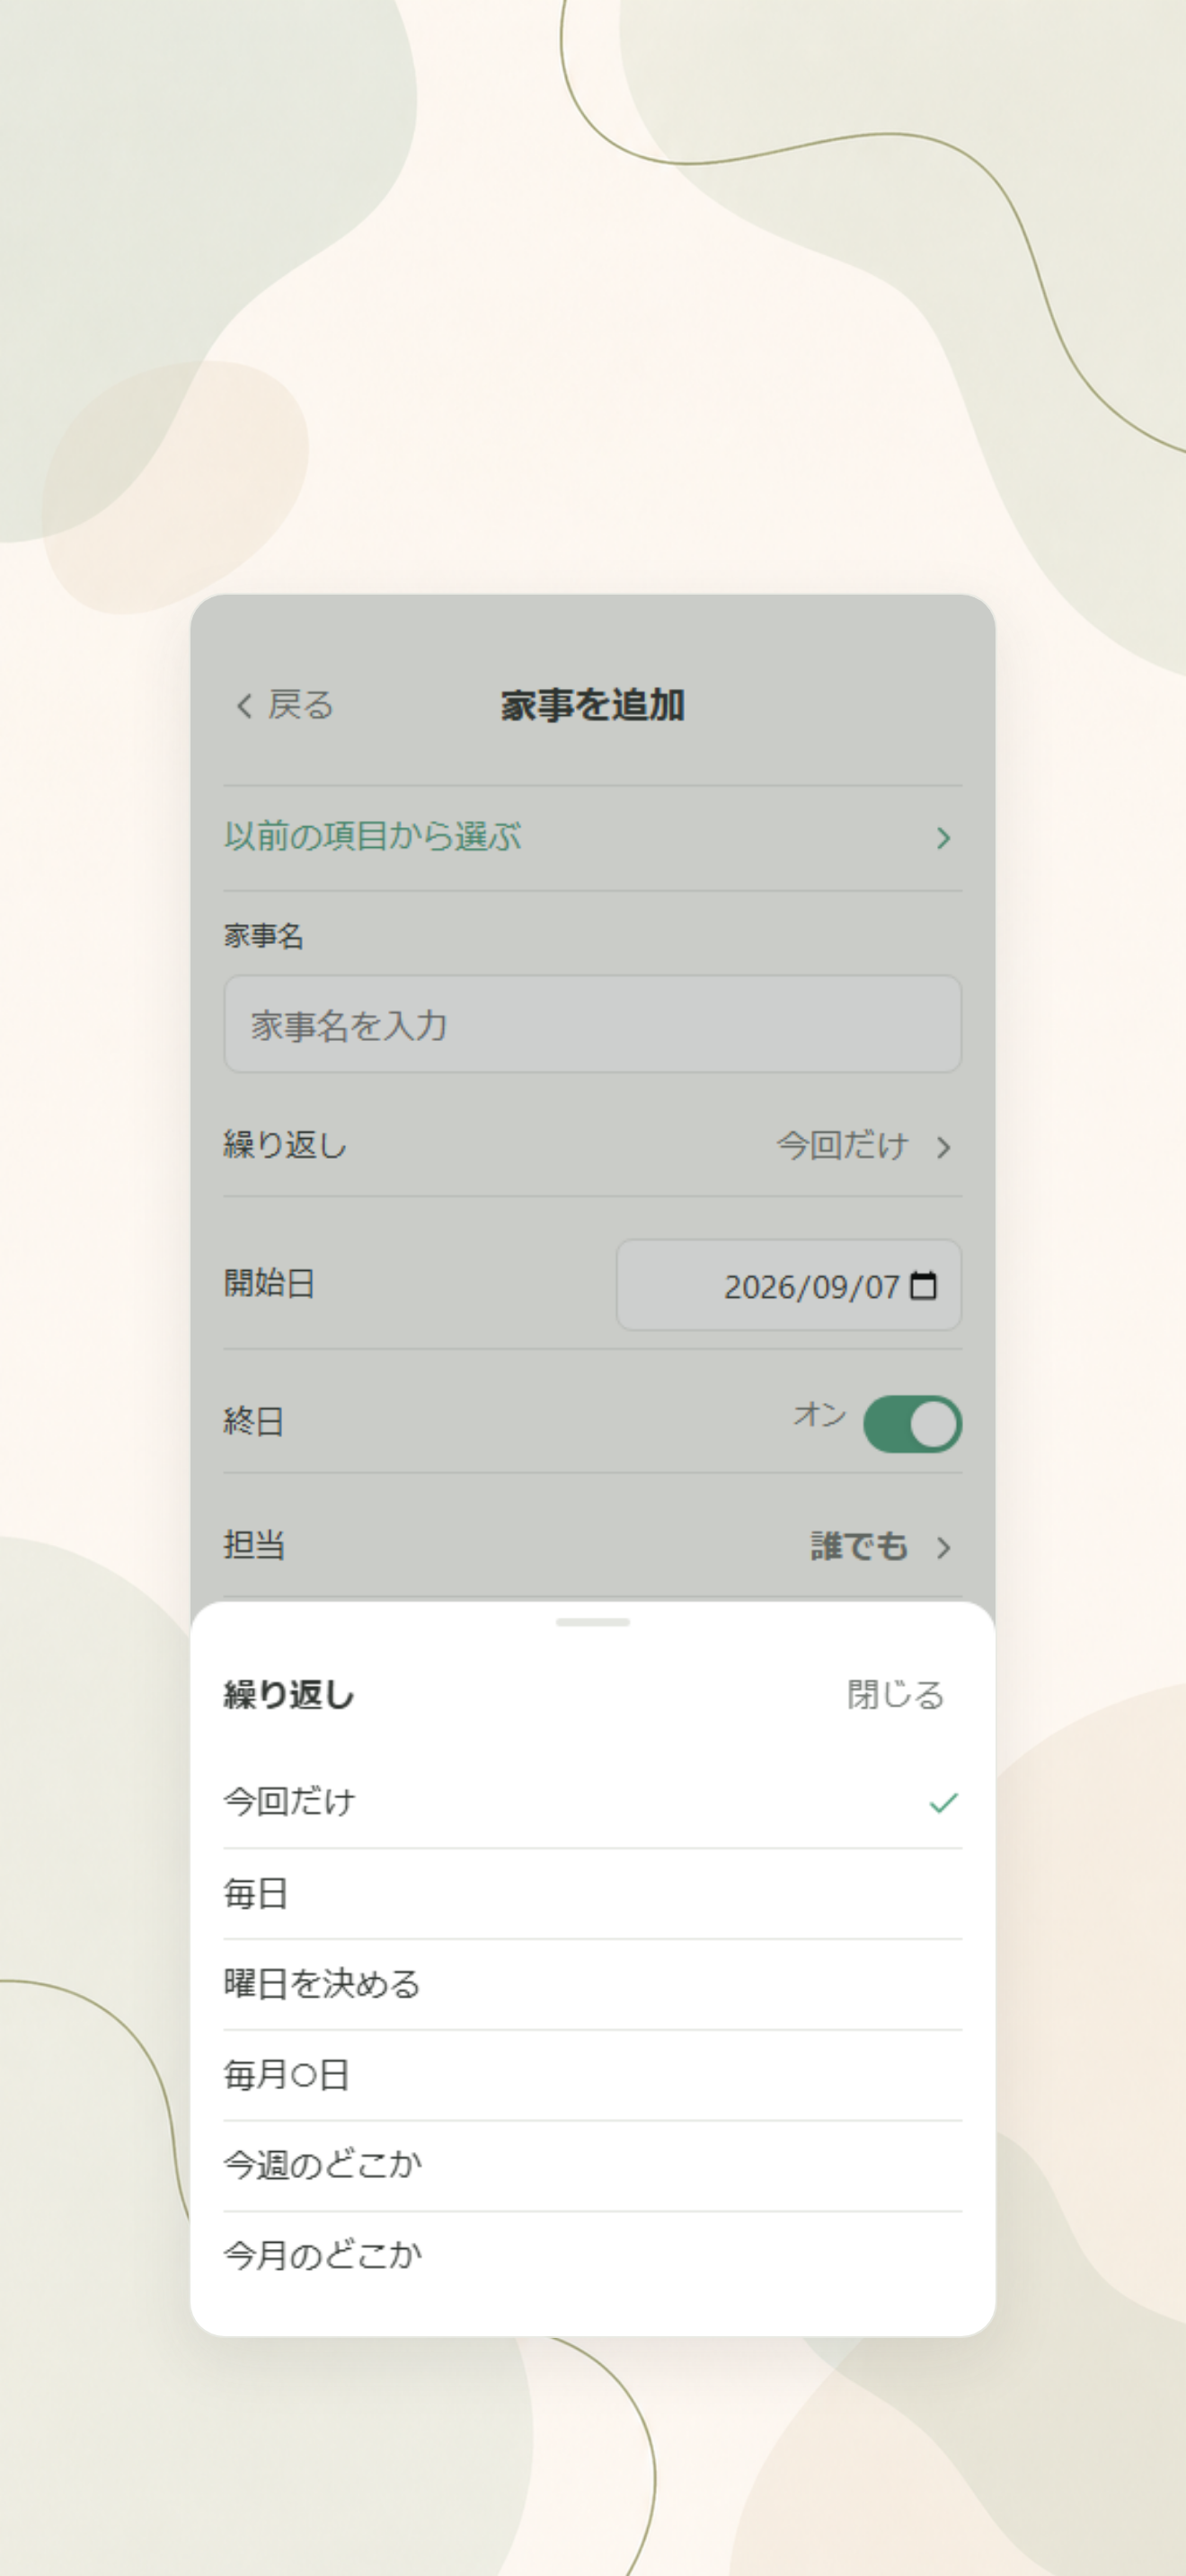 戻る
家事を追加
以前の項目から選ぶ
家事名
家事名を入力
繰り返し 今回だけ
開始日 2026/09/07
終日 オン
担当 誰でも
繰り返し 閉じる
今回だけ
毎日
曜日を決める
毎月○日
今週のどこか
今月のどこか